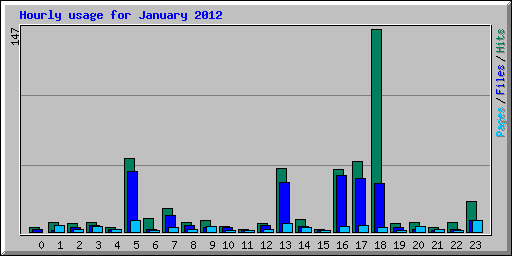 Hourly usage for January 2012
147
Pages/Files/Hits
0 1 2 3 4 5 6 7 8 9 10 11 12 13 14 15 16 17 18 19 20 21 22 23